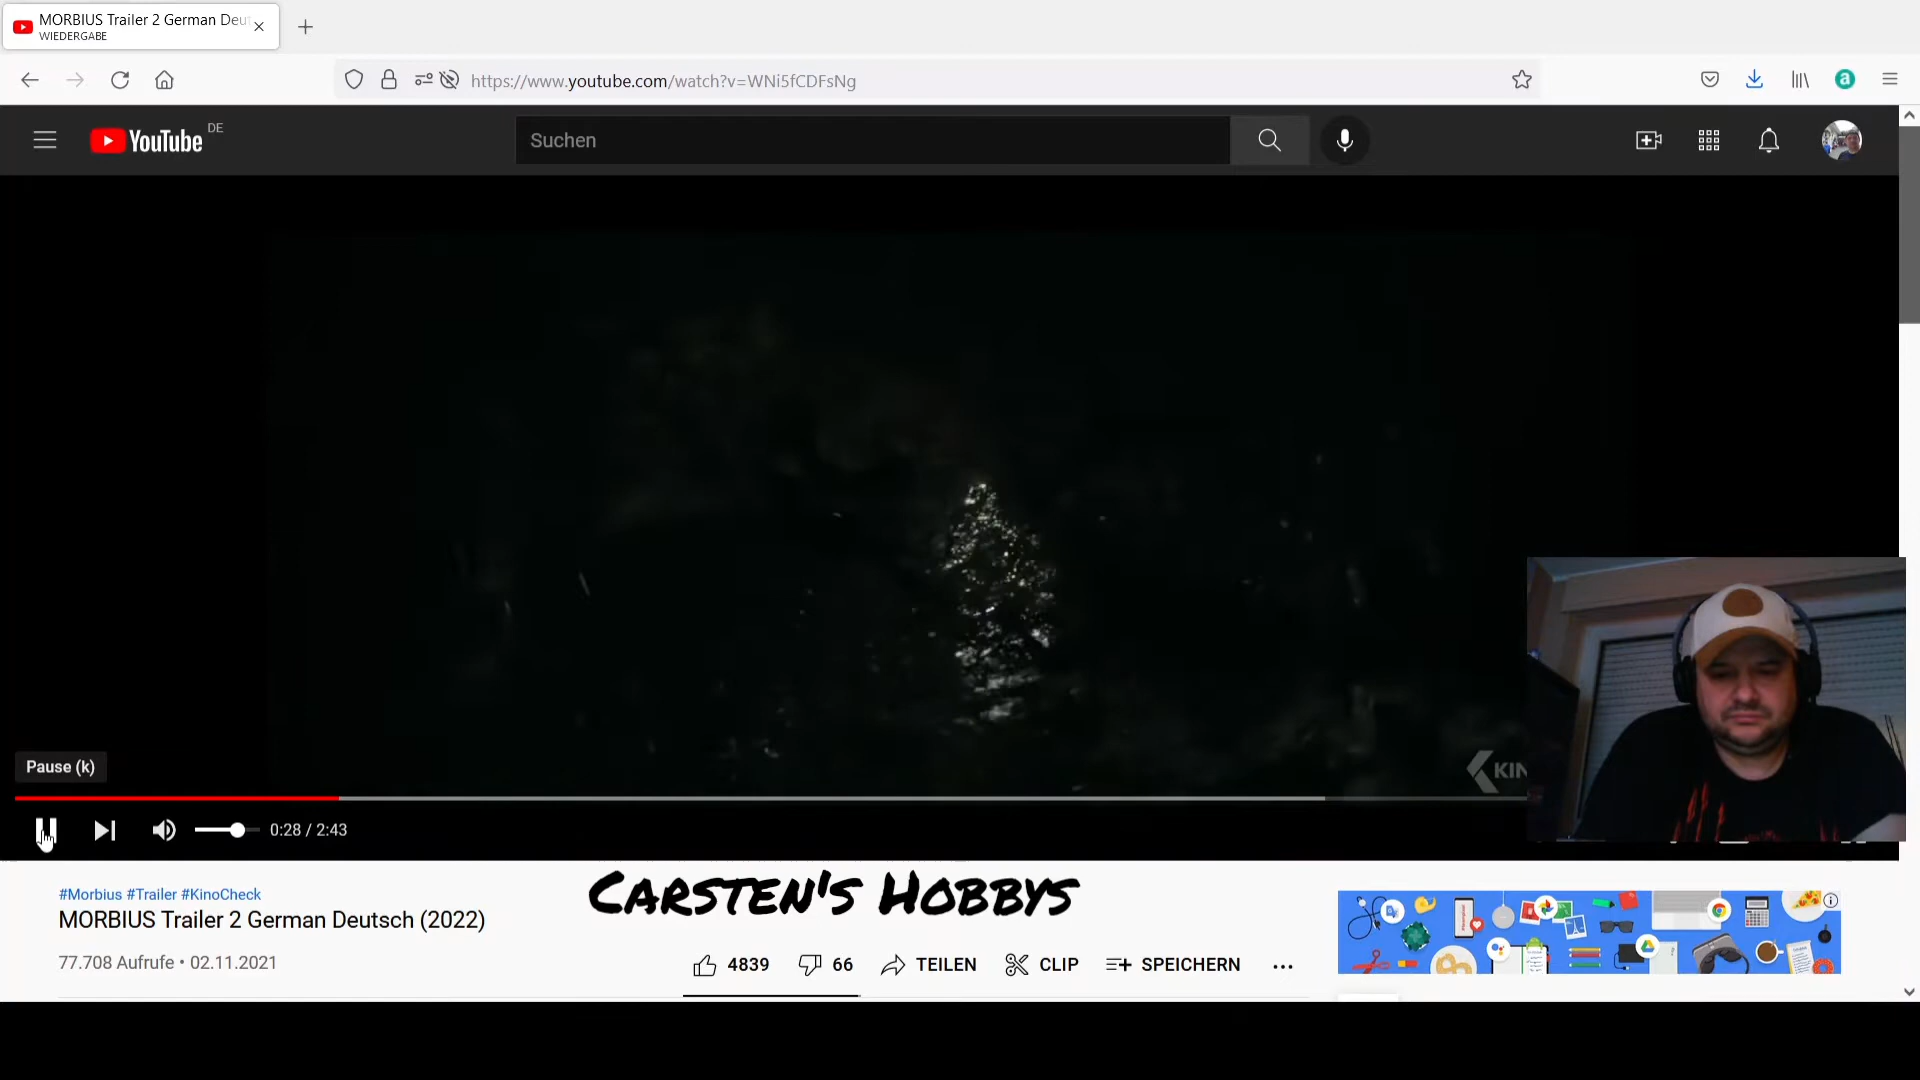 MORBIUS Trailer 2 German Deu
WIEDERGABE
https://www.youtube.com/watch?v=WNi5fCDFsNg
YouTube DE
Suchen
KIN
Pause (k)
0:28 / 2:43
CARSTEN'S HOBBYS
#Morbius #Trailer #KinoCheck
MORBIUS Trailer 2 German Deutsch (2022)
77.708 Aufrufe • 02.11.2021
4839 66 TEILEN CLIP SPEICHERN